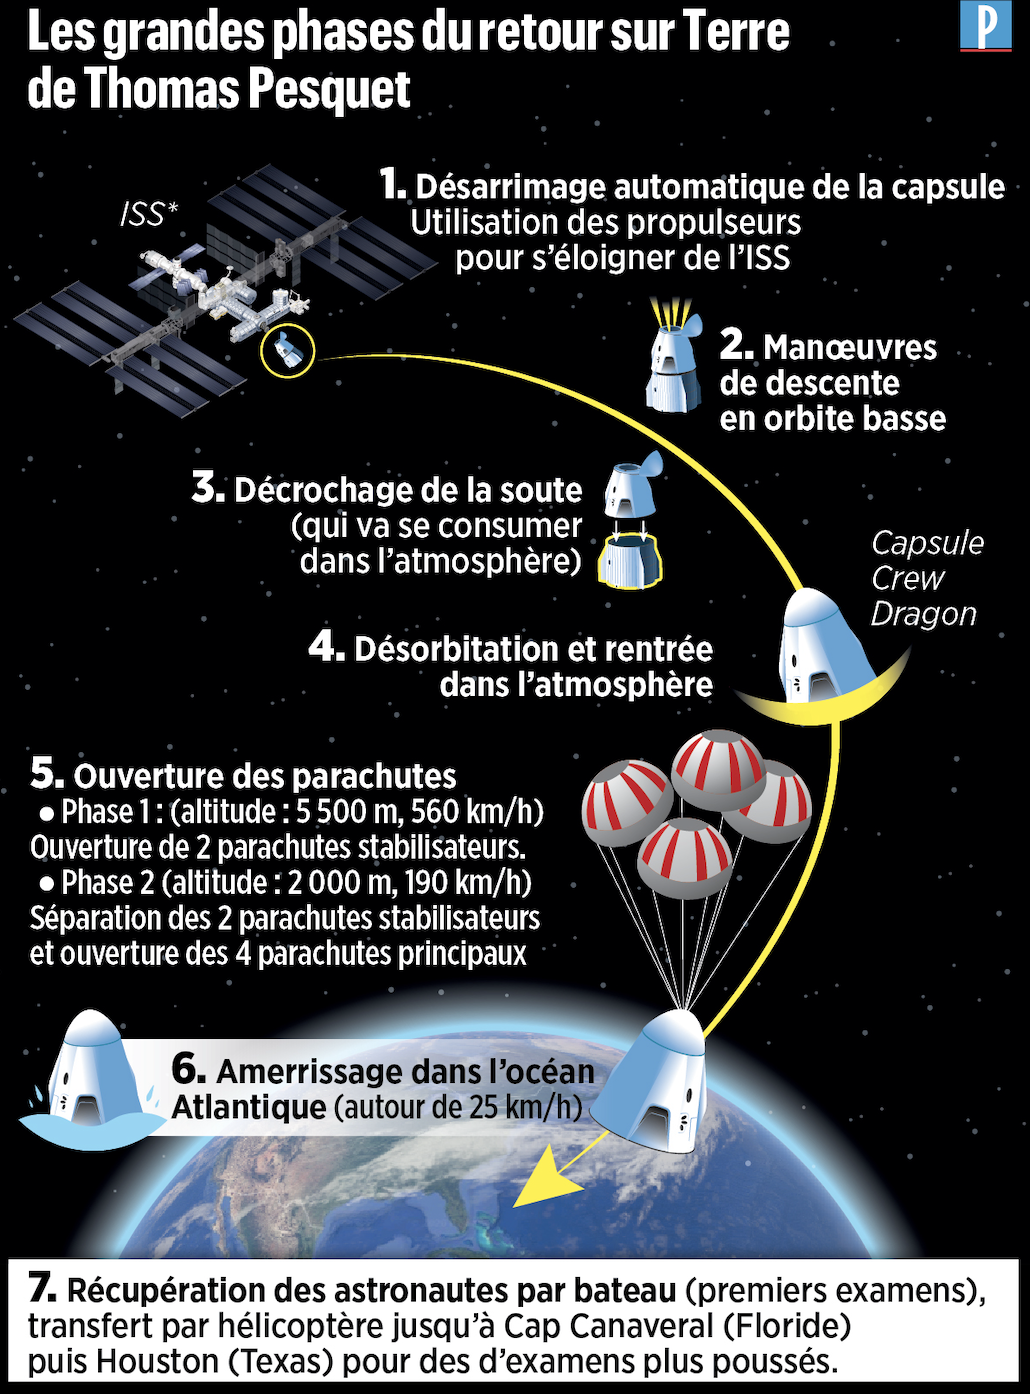 Les grandes phases du retour sur Terre
de Thomas Pesquet
P
ISS*
1. Désarrimage automatique de la capsule
Utilisation des propulseurs
pour s'éloigner de l'ISS
2. Manœuvres
de descente
en orbite basse
3. Décrochage de la soute
(qui va se consumer
dans l'atmosphère)
Capsule
Crew
Dragon
4. Désorbitation et rentrée
dans l'atmosphère
5. Ouverture des parachutes
• Phase 1 : (altitude : 5 500 m, 560 km/h)
Ouverture de 2 parachutes stabilisateurs.
• Phase 2 (altitude : 2 000 m, 190 km/h)
Séparation des 2 parachutes stabilisateurs
et ouverture des 4 parachutes principaux
6. Amerrissage dans l'océan
Atlantique (autour de 25 km/h)
7. Récupération des astronautes par bateau (premiers examens),
transfert par hélicoptère jusqu'à Cap Canaveral (Floride)
puis Houston (Texas) pour des d'examens plus poussés.